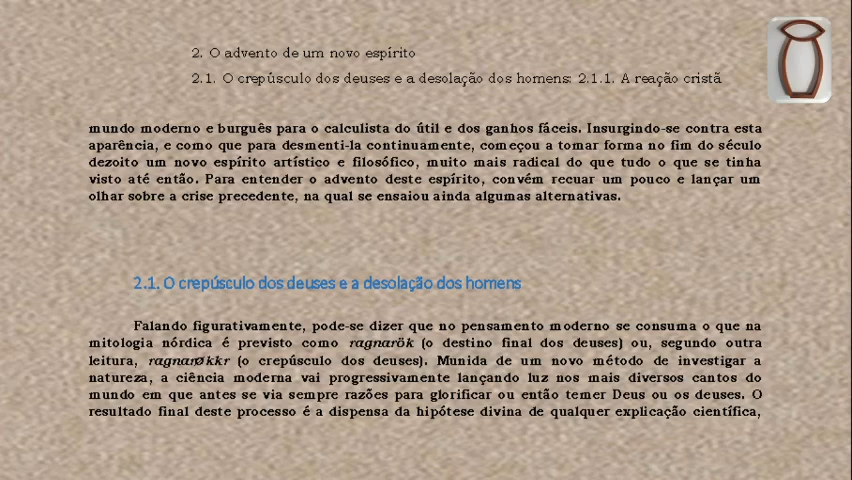 2. O advento de um novo espírito
2.1. O crepúsculo dos deuses e a desolação dos homens: 2.1.1. A reação cristã
mundo moderno e burguês para o calculista do útil e dos ganhos fáceis. Insurgindo-se contra esta
aparência, e como que para desmenti-la continuamente, começou a tomar forma no fim do século
dezoito um novo espírito artístico e filosófico, muito mais radical do que tudo o que se tinha
visto até então. Para entender o advento deste espírito, convém recuar um pouco e lançar um
olhar sobre a crise precedente, na qual se ensaiou ainda algumas alternativas.
2.1. O crepúsculo dos deuses e a desolação dos homens
Falando figurativamente, pode-se dizer que no pensamento moderno se consuma o que na
mitologia nórdica é previsto como ragnarök (o destino final dos deuses) ou, segundo outra
leitura, ragnarøkkr (o crepúsculo dos deuses). Munida de um novo método de investigar a
natureza, a ciência moderna vai progressivamente lançando luz nos mais diversos cantos do
mundo em que antes se via sempre razões para glorificar ou então temer Deus ou os deuses. O
resultado final deste processo é a dispensa da hipótese divina de qualquer explicação científica,